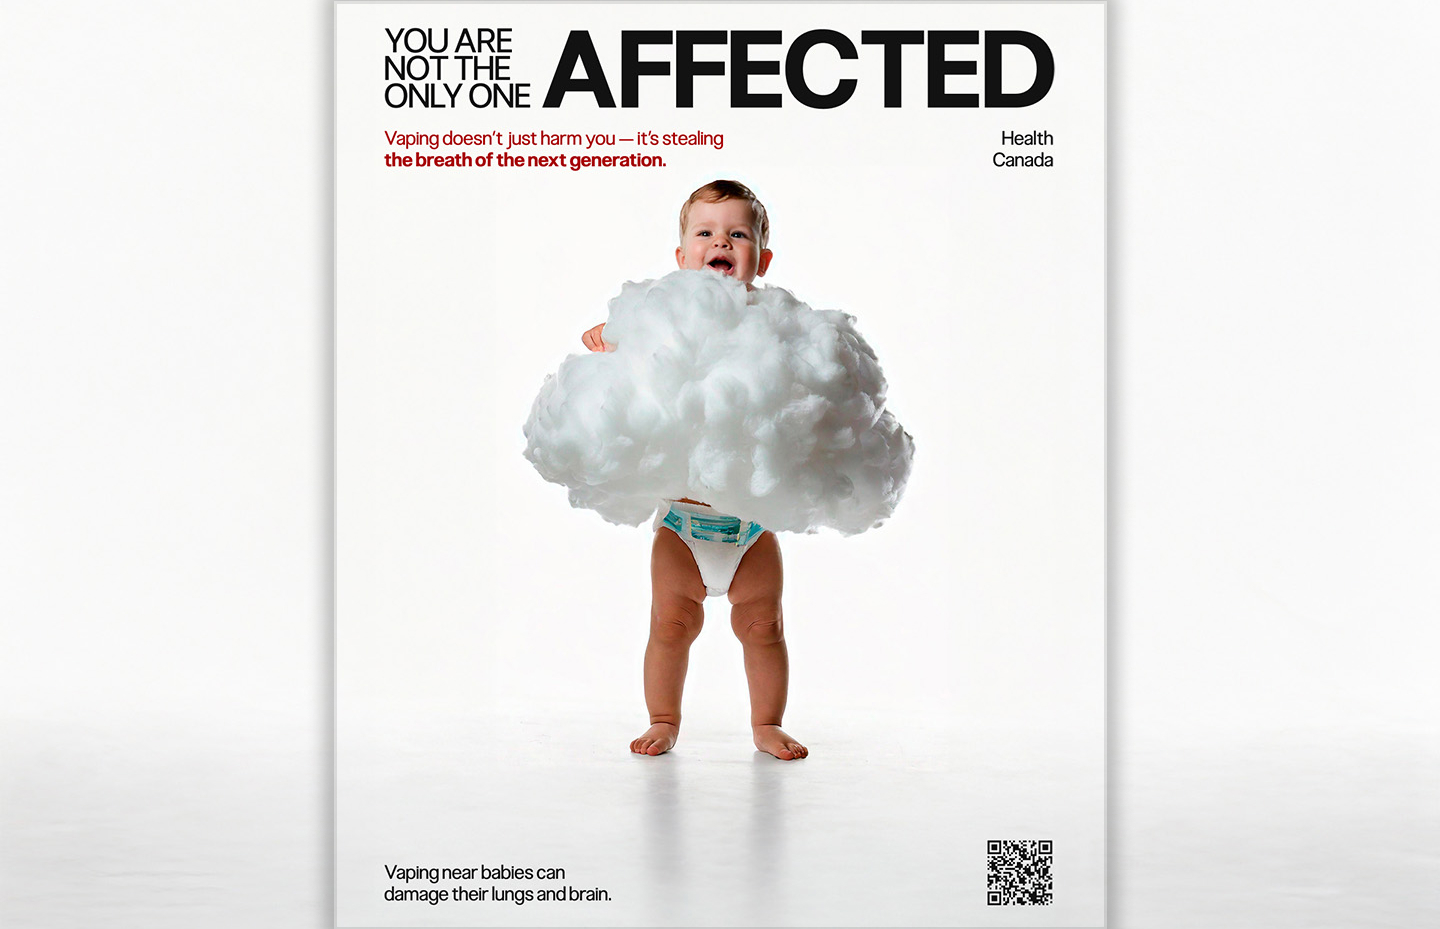 YOU ARE
NOT THE
ONLY ONE
AFFECTED
Vaping doesn’t just harm you — it’s stealing
the breath of the next generation.
Health
Canada
Vaping near babies can
damage their lungs and brain.